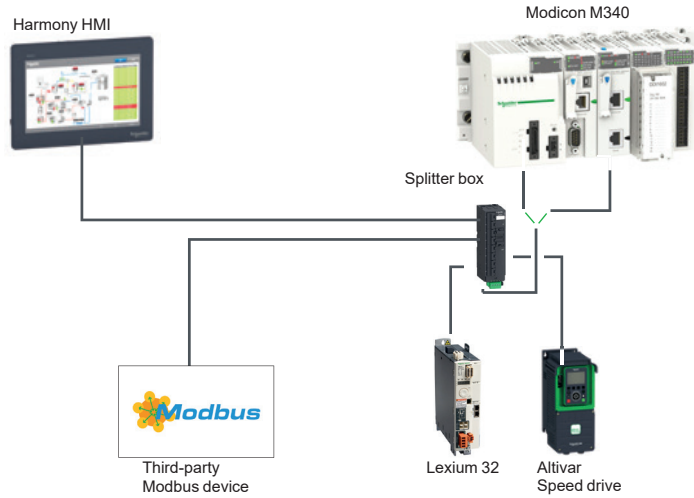 Harmony HMI
Modicon M340
Splitter box
Modbus
Third-party
Modbus device
Lexium 32
Altivar
Speed drive